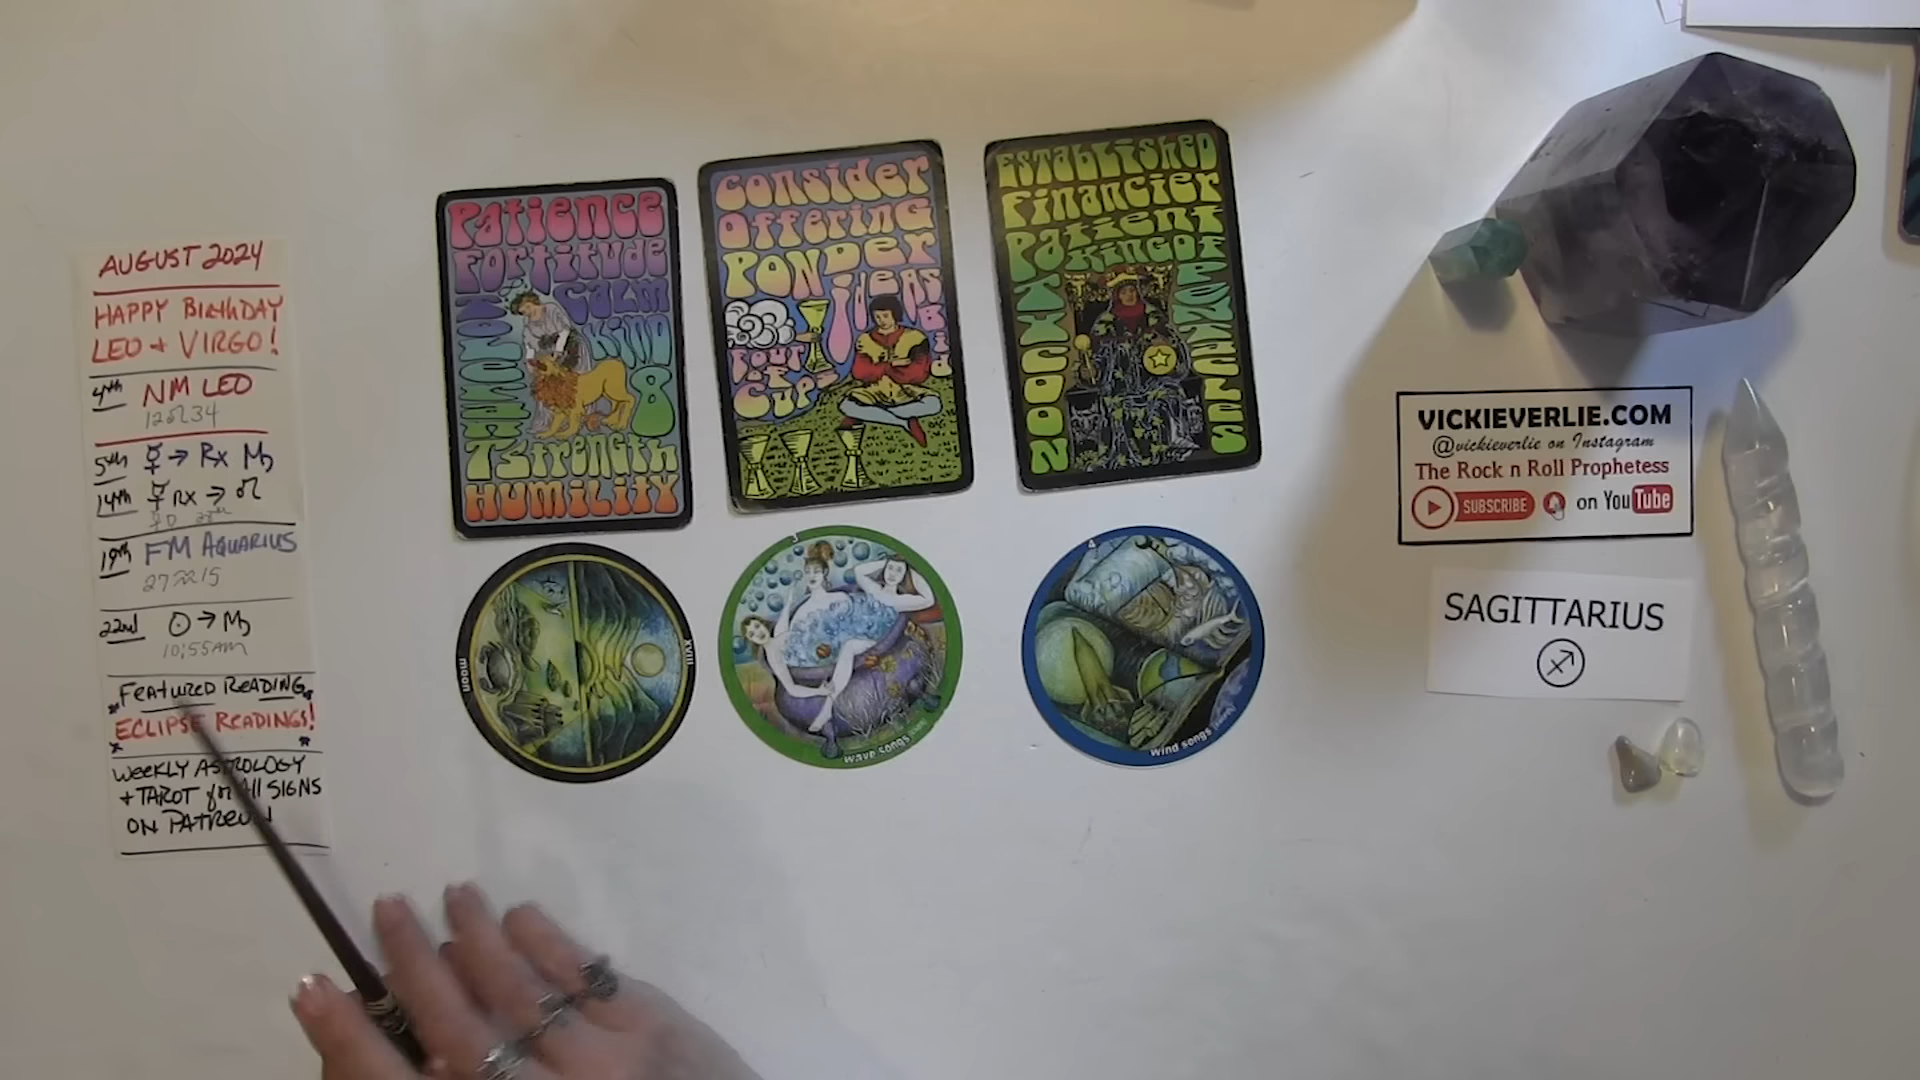 AUGUST 2024
HAPPY BIRTHDAY
LEO + VIRGO!
4th NM LEO
12♌34
5th ☿ → Rx ♍
14th ☿ Rx → ♌
19th FM AQUARIUS
27♒15
22nd ☉ → ♍
10:55AM
FEATURED READING
ECLIPSE READINGS!
WEEKLY ASTROLOGY
+ TAROT for All SIGNS
ON PATREON
Patience
Fortitude
Calm
Kind
8
Strength
Humility
Consider
Offering
Ponder
Ideas
Bid
Four
of
Cups
Established
Financier
Patient
King of
Pentacles
Tycoon
moon
XVIII
3
wave songs
4
wind songs
VICKIEVERLIE.COM
@vickieverlie on Instagram
The Rock n Roll Prophetess
SUBSCRIBE on YouTube
SAGITTARIUS
♐